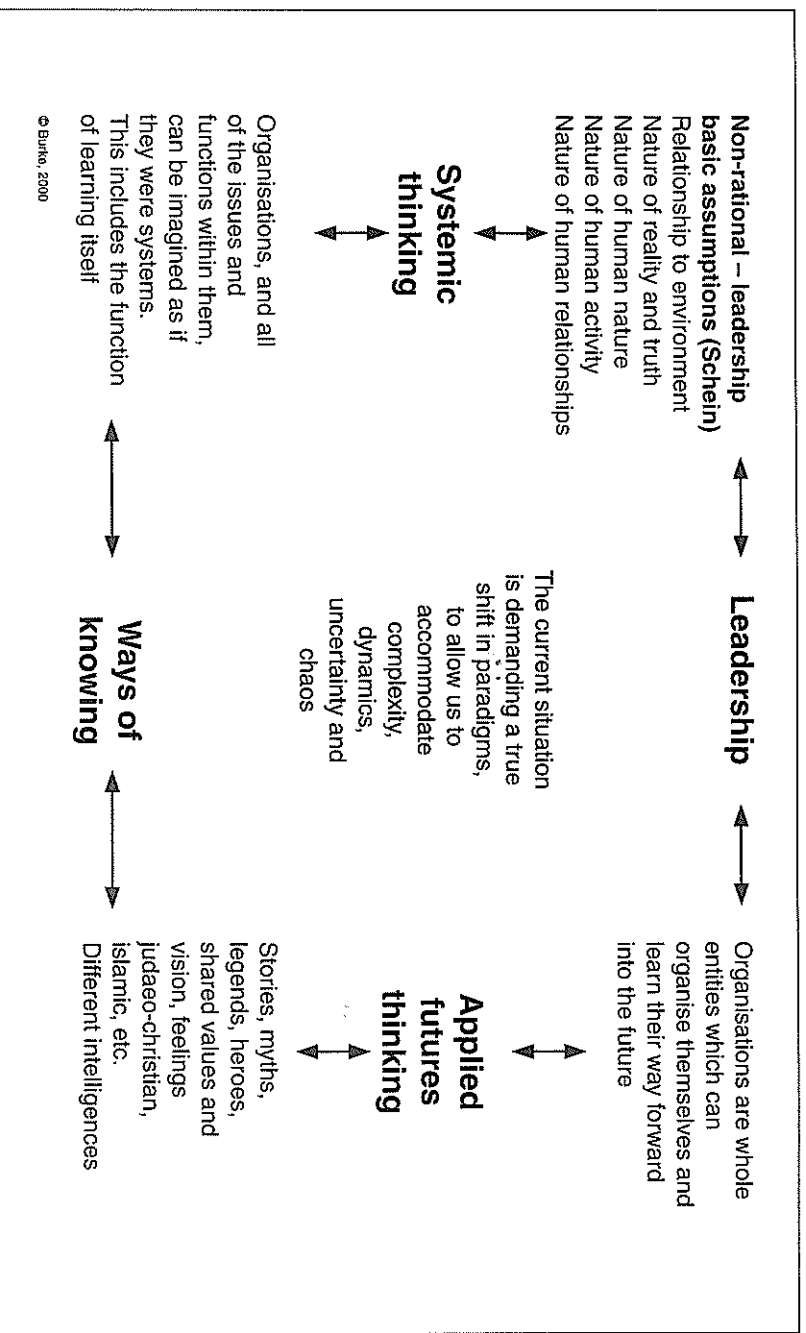 Non-rational – leadership
basic assumptions (Schein)
Relationship to environment
Nature of reality and truth
Nature of human nature
Nature of human activity
Nature of human relationships
Leadership
Organisations are whole
entities which can
organise themselves and
learn their way forward
into the future
Systemic
thinking
The current situation
is demanding a true
shift in paradigms,
to allow us to
accommodate
complexity,
dynamics,
uncertainty and
chaos
Applied
futures
thinking
Organisations, and all
of the issues and
functions within them,
can be imagined as if
they were systems.
This includes the function
of learning itself
Ways of
knowing
Stories, myths,
legends, heroes,
shared values and
vision, feelings
judaeo-christian,
islamic, etc.
Different intelligences
© Burko, 2000